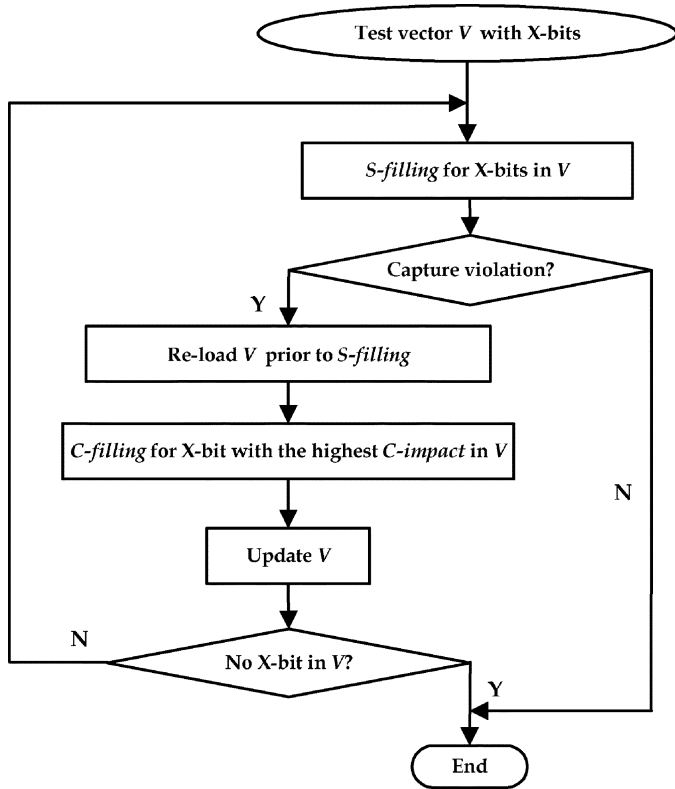 Test vector V with X-bits
S-filling for X-bits in V
Capture violation?
Y
Re-load V prior to S-filling
C-filling for X-bit with the highest C-impact in V
N
Update V
N
No X-bit in V?
Y
End